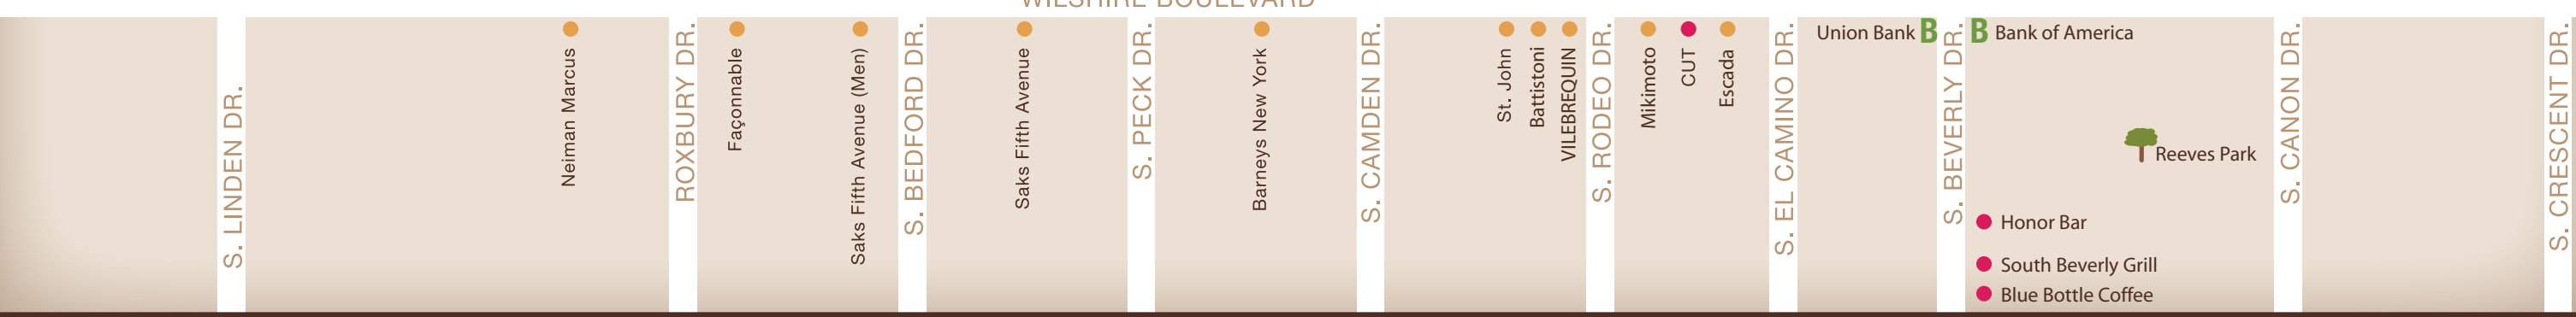 WILSHIRE BOULEVARD
S. LINDEN DR.
Neiman Marcus
ROXBURY DR.
Façonnable
Saks Fifth Avenue (Men)
S. BEDFORD DR.
Saks Fifth Avenue
S. PECK DR.
Barneys New York
S. CAMDEN DR.
St. John
Battistoni
VILEBREQUIN
S. RODEO DR.
Mikimoto
CUT
Escada
S. EL CAMINO DR.
Union Bank B
S. BEVERLY DR.
B Bank of America
Reeves Park
Honor Bar
South Beverly Grill
Blue Bottle Coffee
S. CANON DR.
S. CRESCENT DR.